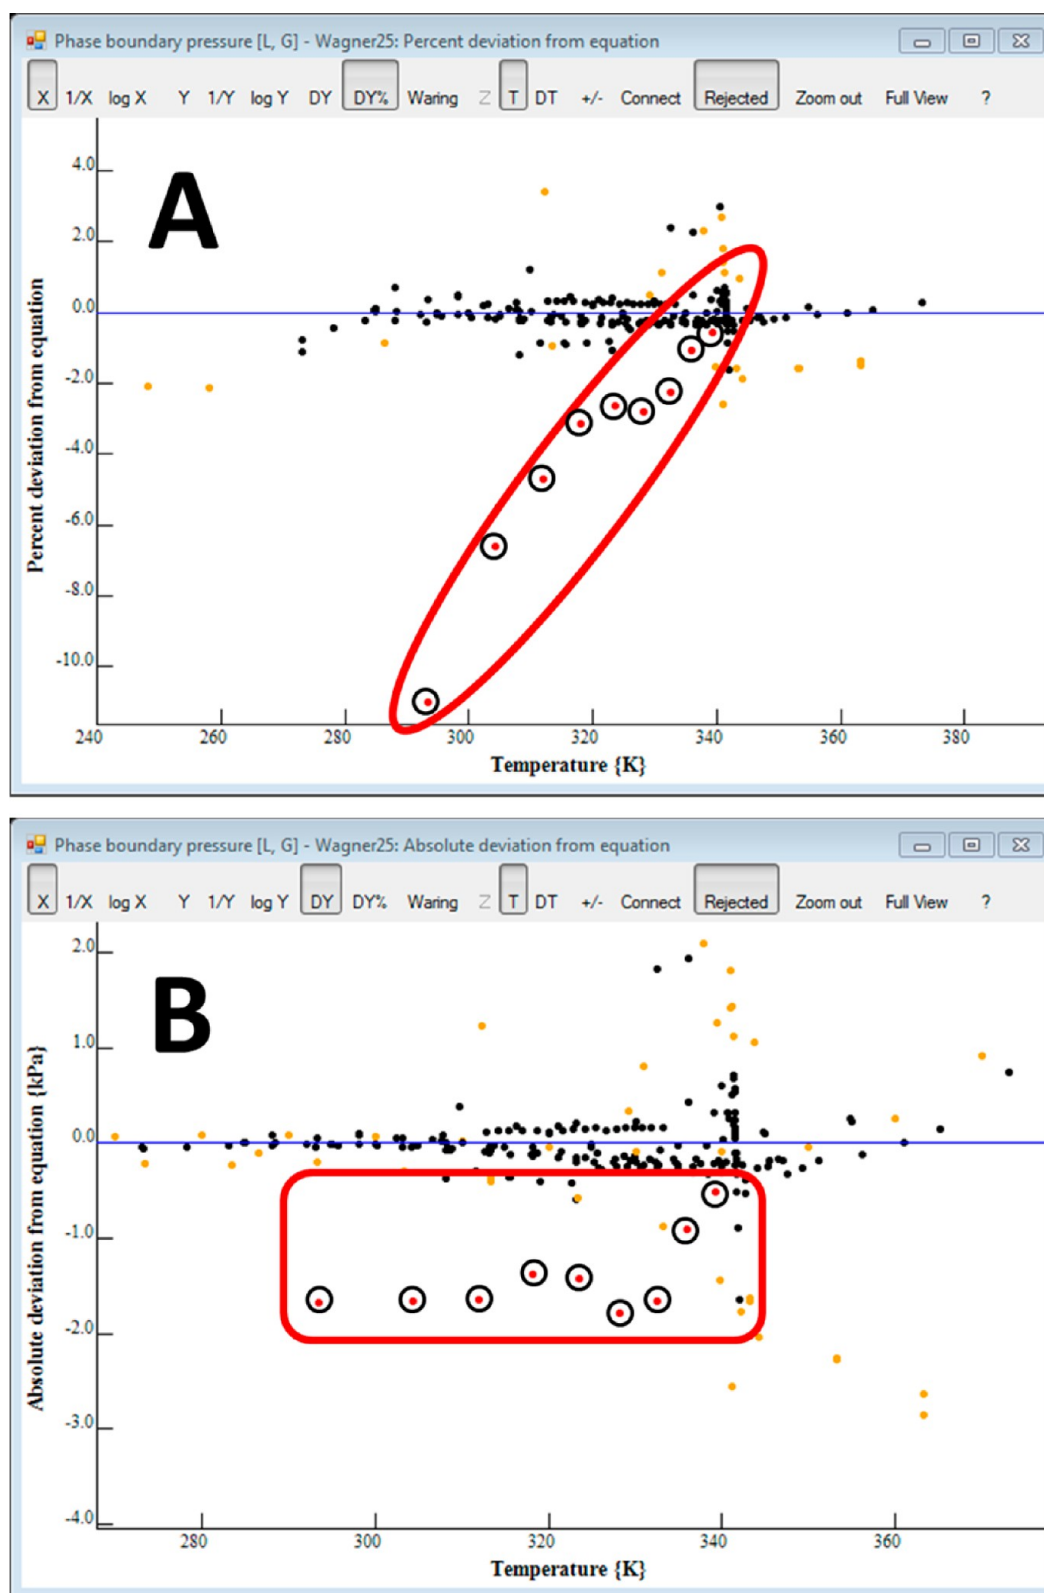 Phase boundary pressure [L, G] - Wagner25: Percent deviation from equation
X 1/X log X Y 1/Y log Y DY DY% Waring Z T DT +/- Connect Rejected Zoom out Full View ?
A
4.0
2.0
0.0
-2.0
-4.0
-6.0
-8.0
-10.0
Percent deviation from equation
240 260 280 300 320 340 360 380
Temperature {K}
Phase boundary pressure [L, G] - Wagner25: Absolute deviation from equation
X 1/X log X Y 1/Y log Y DY DY% Waring Z T DT +/- Connect Rejected Zoom out Full View ?
B
2.0
1.0
0.0
-1.0
-2.0
-3.0
-4.0
Absolute deviation from equation {kPa}
280 300 320 340 360
Temperature {K}